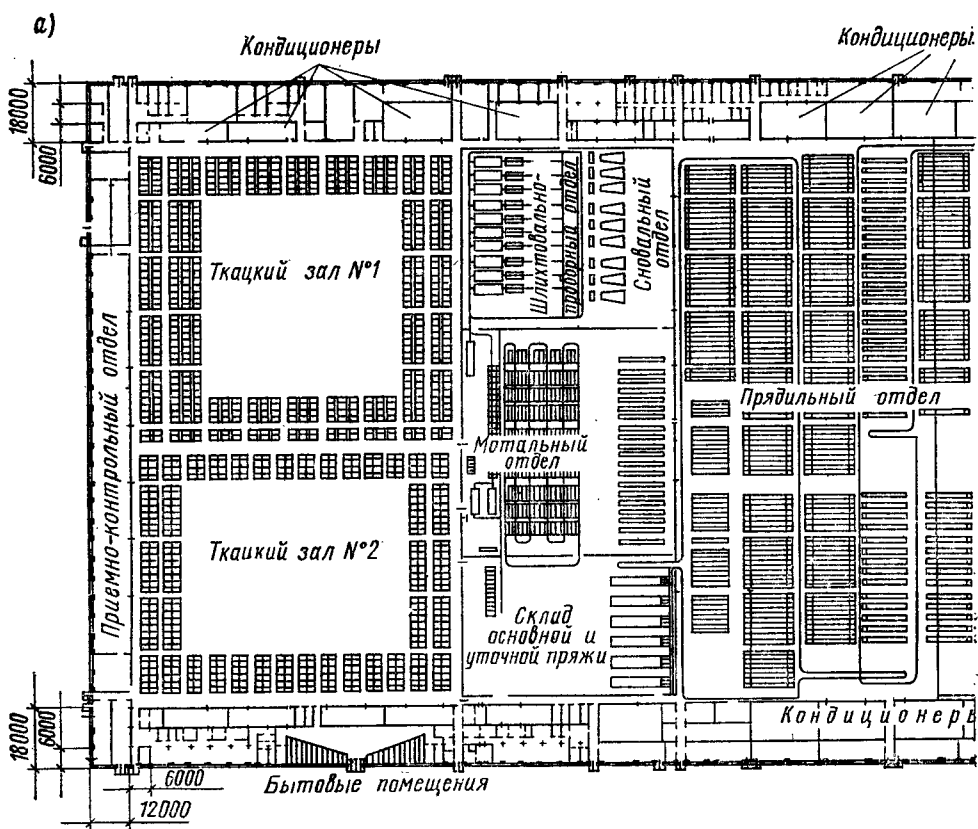 а)
Кондиционеры
Кондиционеры
18000
6000
Ткацкий зал №1
Шлихтовально-
проборный отдел
Сновальный
отдел
Приемно-контрольный отдел
Прядильный отдел
Мотальный
отдел
Ткацкий зал №2
Склад
основной и
уточной пряжи
18000
6000
Кондиционеры
6000
Бытовые помещения
12000